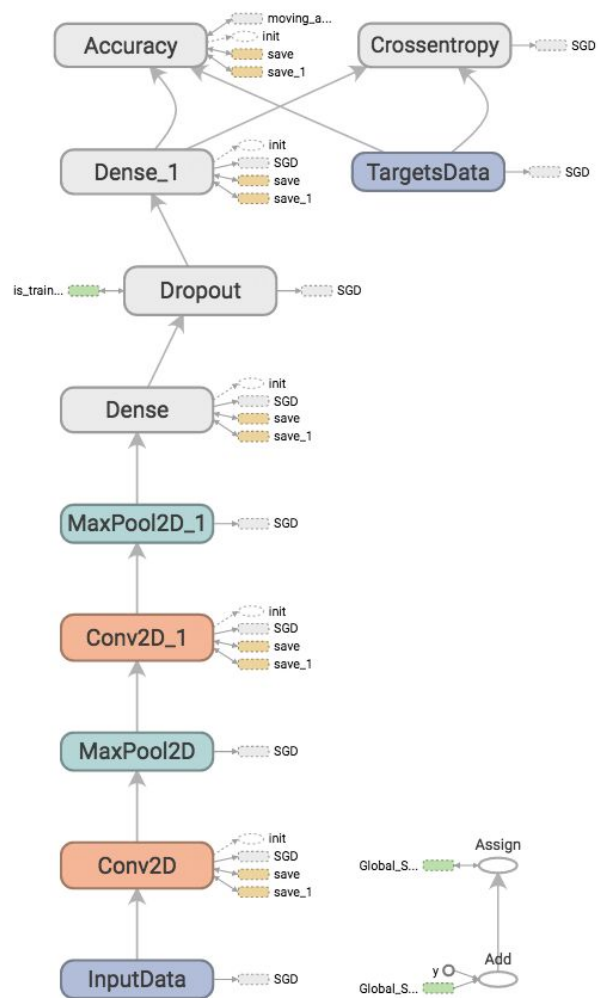 moving_a...
Accuracy
init
save
save_1
Crossentropy
SGD
init
Dense_1
SGD
save
save_1
TargetsData
SGD
is_train...
Dropout
SGD
init
Dense
SGD
save
save_1
MaxPool2D_1
SGD
init
Conv2D_1
SGD
save
save_1
MaxPool2D
SGD
init
Conv2D
SGD
save
save_1
Assign
Global_S...
InputData
SGD
y
Add
Global_S...